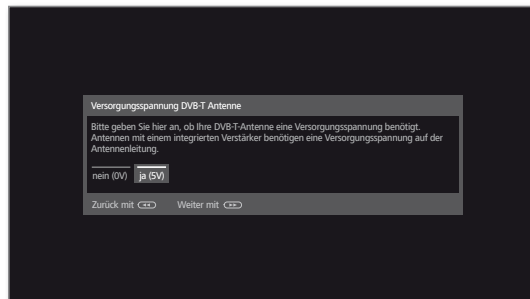 Versorgungsspannung DVB-T Antenne
Bitte geben Sie hier an, ob Ihre DVB-T-Antenne eine Versorgungsspannung benötigt.
Antennen mit einem integrierten Verstärker benötigen eine Versorgungsspannung auf der
Antennenleitung.
nein (0V) ja (5V)
Zurück mit Weiter mit